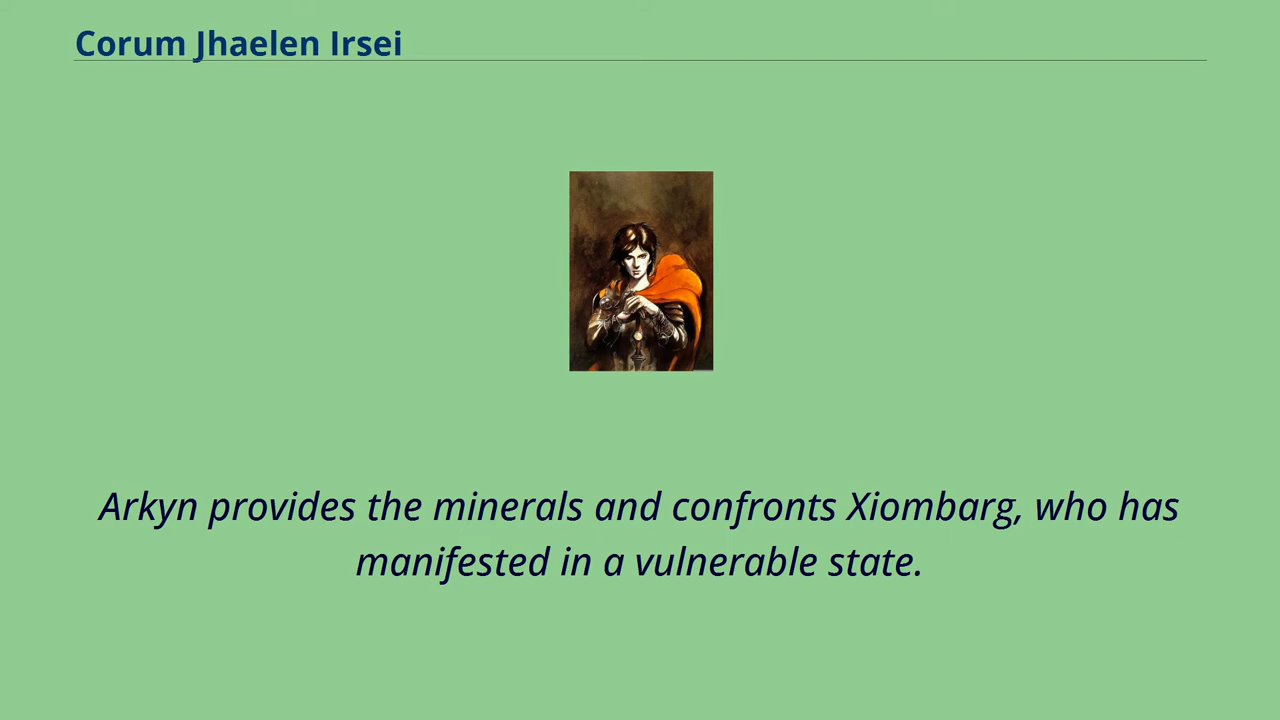 Corum Jhaelen Irsei
Arkyn provides the minerals and confronts Xiombarg, who has
manifested in a vulnerable state.